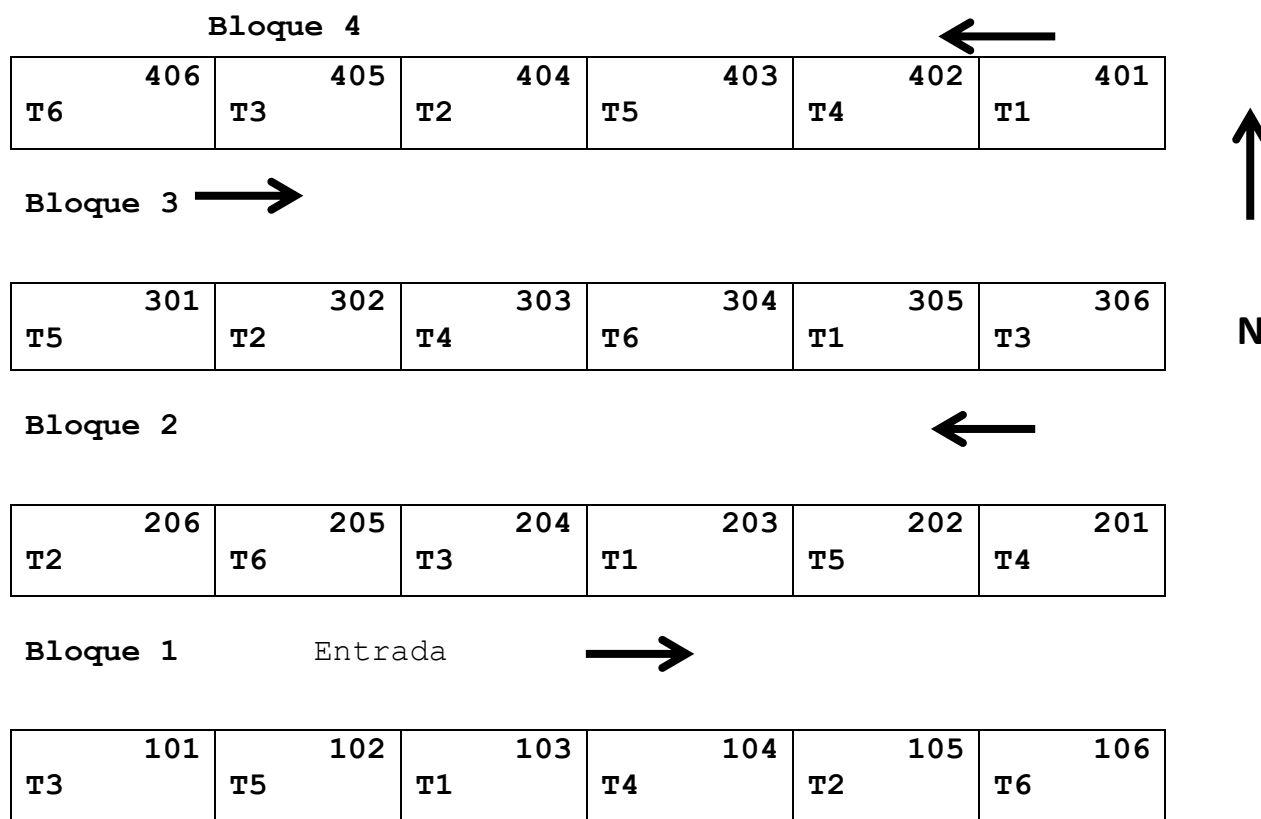 Bloque 4
406 405 404 403 402 401
T6 T3 T2 T5 T4 T1
Bloque 3
301 302 303 304 305 306
T5 T2 T4 T6 T1 T3
N
Bloque 2
206 205 204 203 202 201
T2 T6 T3 T1 T5 T4
Bloque 1 Entrada
101 102 103 104 105 106
T3 T5 T1 T4 T2 T6